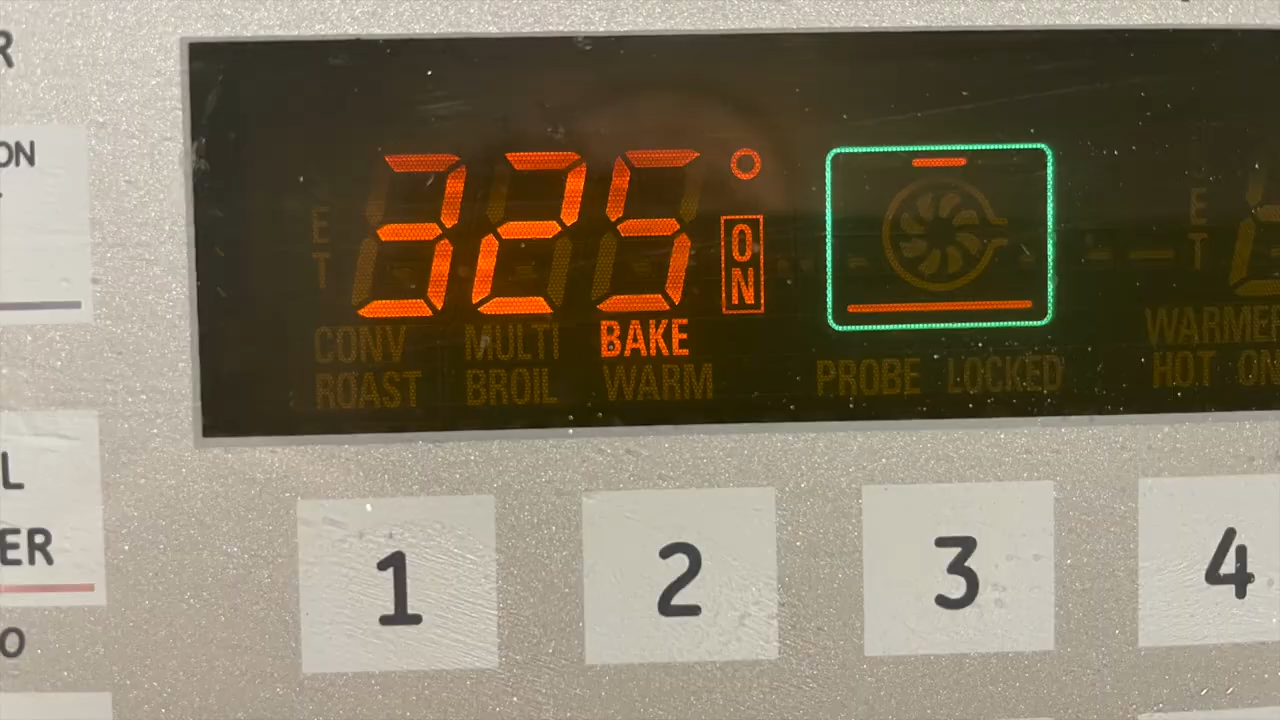 R
ON
325°
ON
E
T
CONV MULTI BAKE
ROAST BROIL WARM
PROBE LOCKED
E
T
WARMER
HOT ON
L
ER
O
1 2 3 4